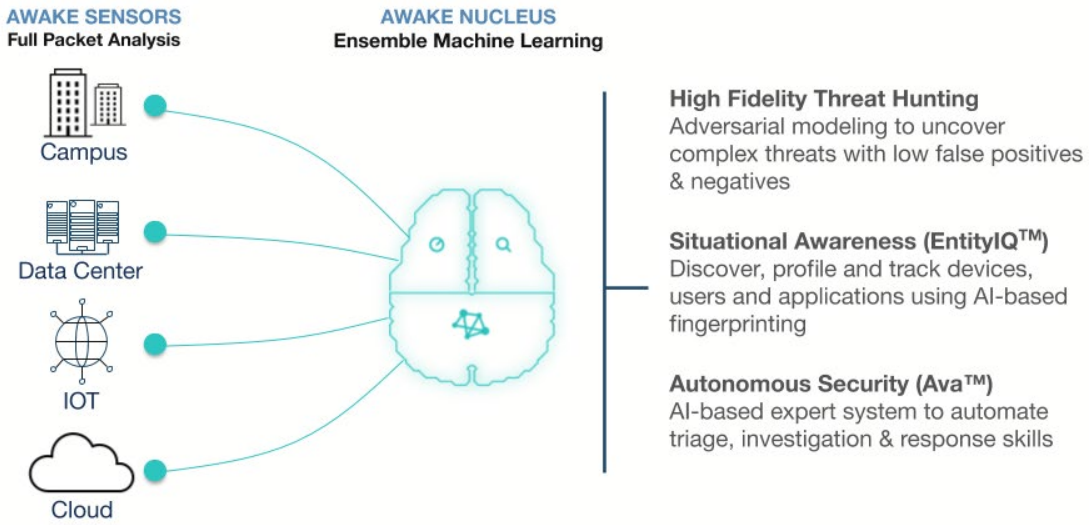 AWAKE SENSORS
Full Packet Analysis
Campus
Data Center
IOT
Cloud
AWAKE NUCLEUS
Ensemble Machine Learning
High Fidelity Threat Hunting
Adversarial modeling to uncover
complex threats with low false positives
& negatives
Situational Awareness (EntityIQ™)
Discover, profile and track devices,
users and applications using AI-based
fingerprinting
Autonomous Security (Ava™)
AI-based expert system to automate
triage, investigation & response skills